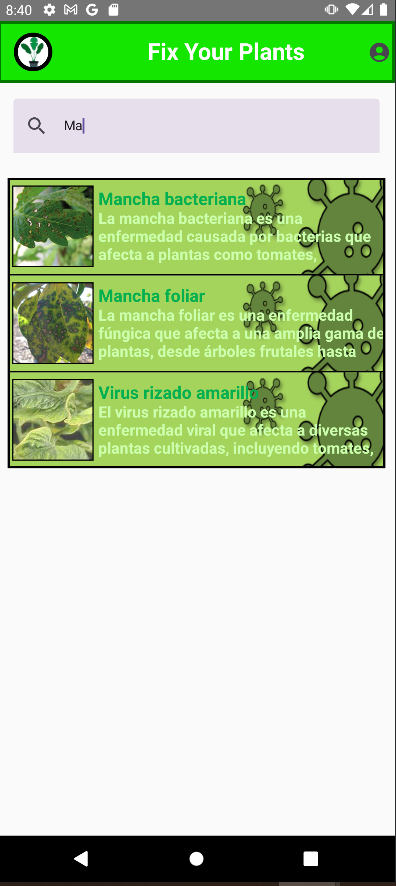 8:40
Fix Your Plants
Ma
Mancha bacteriana
La mancha bacteriana es una
enfermedad causada por bacterias que
afecta a plantas como tomates,
Mancha foliar
La mancha foliar es una enfermedad
fúngica que afecta a una amplia gama de
plantas, desde árboles frutales hasta
Virus rizado amarillo
El virus rizado amarillo es una
enfermedad viral que afecta a diversas
plantas cultivadas, incluyendo tomates,